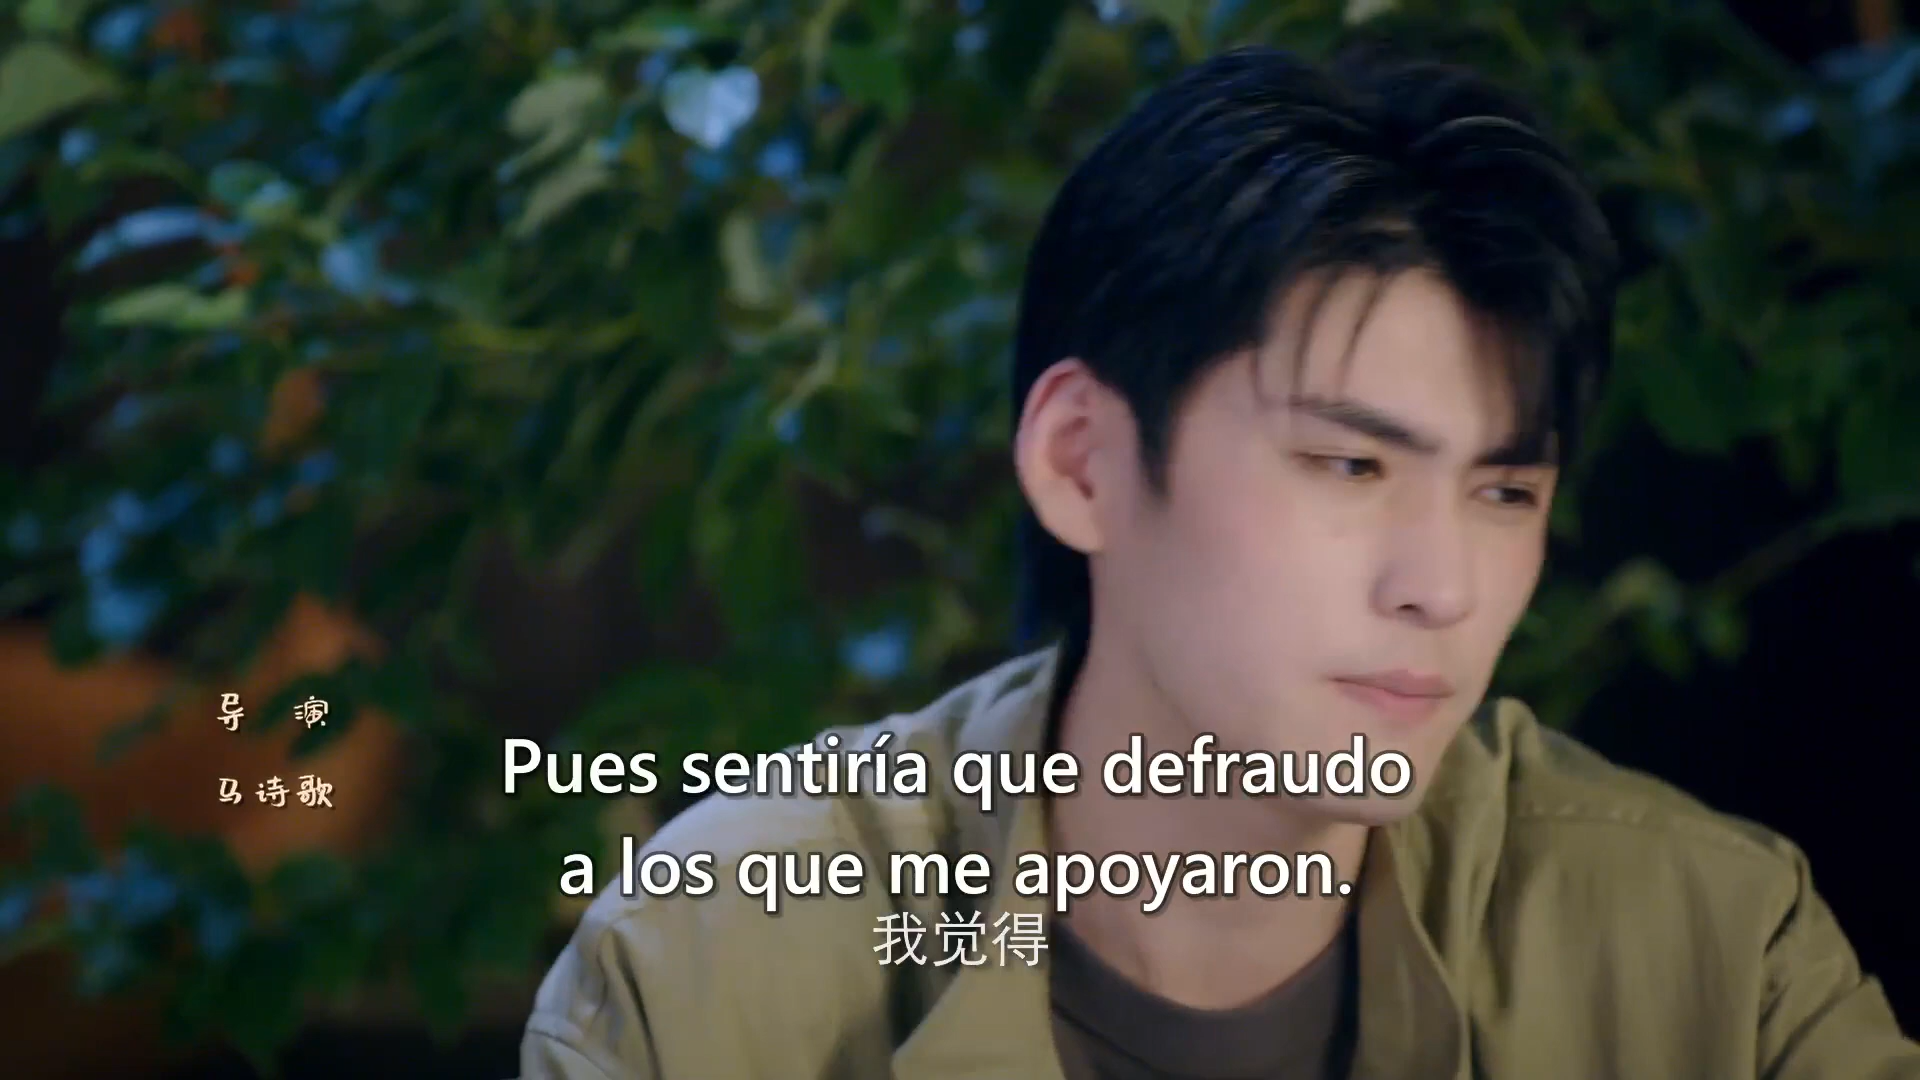 导 演
马诗歌
Pues sentiría que defraudo
a los que me apoyaron.
我觉得